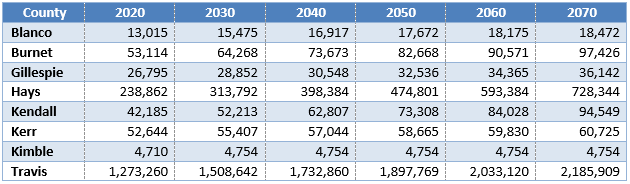 County 2020 2030 2040 2050 2060 2070
Blanco 13,015 15,475 16,917 17,672 18,175 18,472
Burnet 53,114 64,268 73,673 82,668 90,571 97,426
Gillespie 26,795 28,852 30,548 32,536 34,365 36,142
Hays 238,862 313,792 398,384 474,801 593,384 728,344
Kendall 42,185 52,213 62,807 73,308 84,028 94,549
Kerr 52,644 55,407 57,044 58,665 59,830 60,725
Kimble 4,710 4,754 4,754 4,754 4,754 4,754
Travis 1,273,260 1,508,642 1,732,860 1,897,769 2,033,120 2,185,909